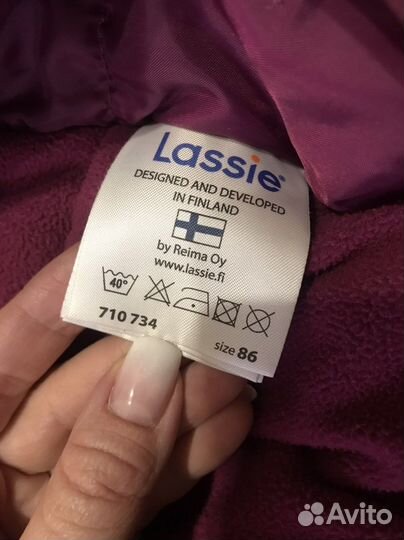 Lassie®
DESIGNED AND DEVELOPED
IN FINLAND
by Reima Oy
www.lassie.fi
40°
710 734
size 86
Avito